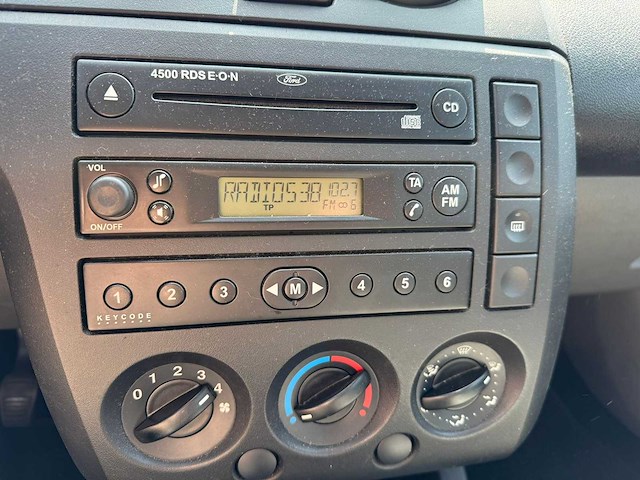 4500 RDS E·O·N Ford
CD
VOL
RADIO538 102.7
TP FM 6
TA
AM
FM
ON/OFF
1 2 3 M 4 5 6
KEYCODE
0 1 2 3 4